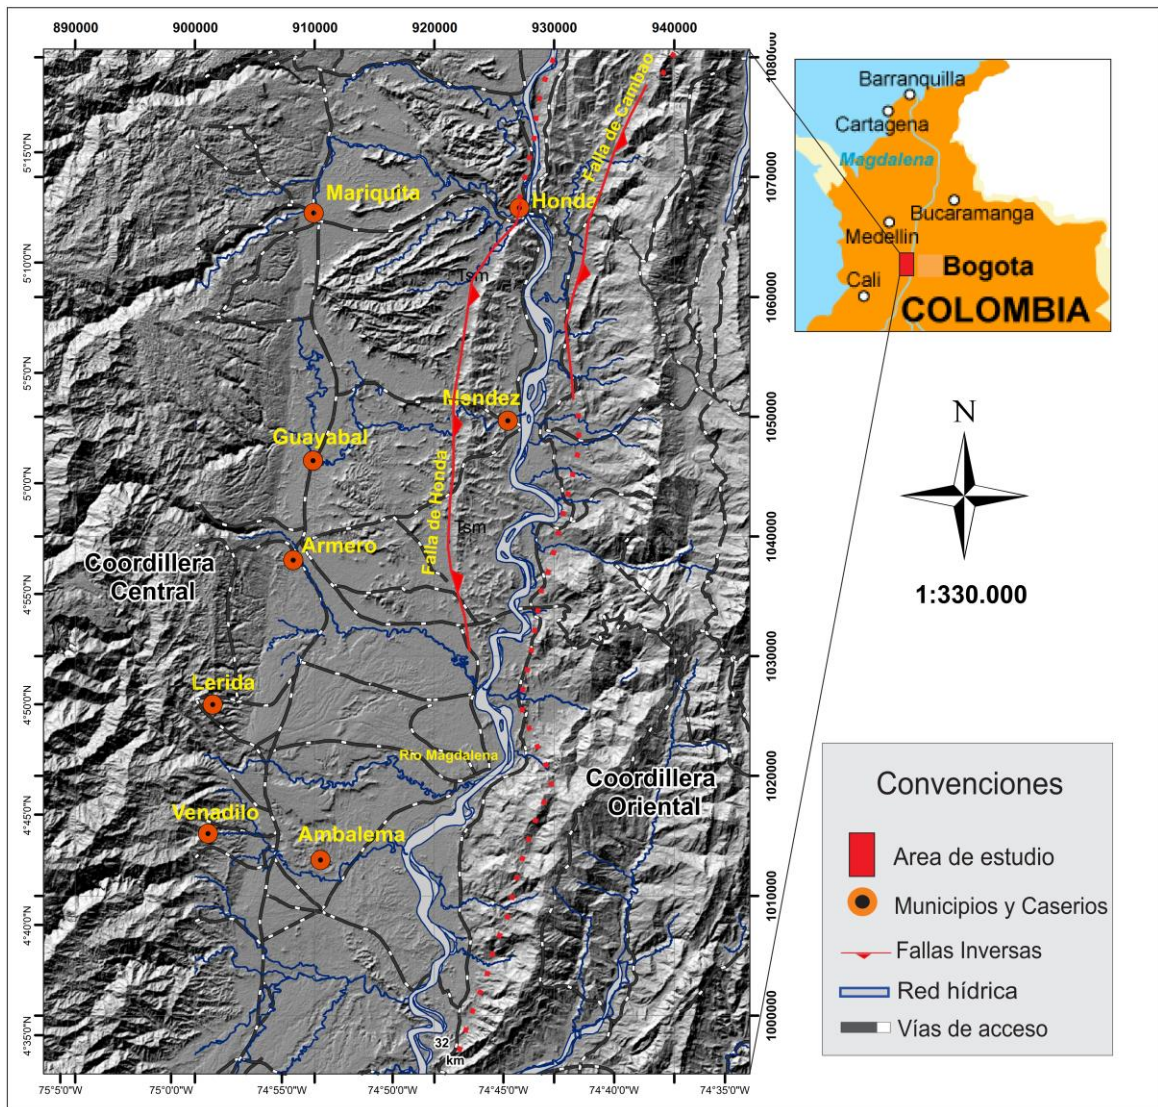 890000 900000 910000 920000 930000 940000
1080000
5°15'0"N
5°10'0"N
5°5'0"N
5°0'0"N
4°55'0"N
4°50'0"N
4°45'0"N
4°40'0"N
4°35'0"N
Falla de Cambao
Mariquita
Honda
Tsm
Mendez
Guayabal
Falla de Honda
Tsm
Armero
Coordillera
Central
Lerida
Rio Magdalena
Coordillera
Oriental
Venadilo
Ambalema
32
km
1070000
1060000
1050000
1040000
1030000
1020000
1010000
1000000
75°5'0"W 75°0'0"W 74°55'0"W 74°50'0"W 74°45'0"W 74°40'0"W 74°35'0"W
Barranquilla
Cartagena
Magdalena
Bucaramanga
Medellin
Bogota
Cali
COLOMBIA
N
1:330.000
Convenciones
Area de estudio
Municipios y Caserios
Fallas Inversas
Red hídrica
Vías de acceso